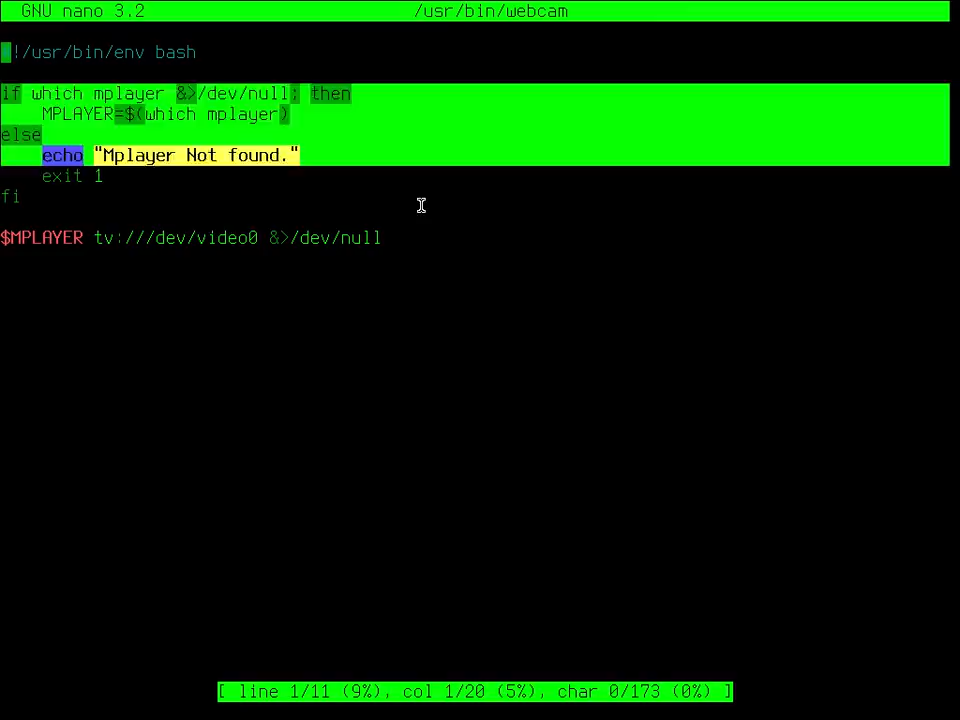 GNU nano 3.2 /usr/bin/webcam
!/usr/bin/env bash
if which mplayer &>/dev/null; then
MPLAYER=$(which mplayer)
else
echo "Mplayer Not found."
exit 1
fi
$MPLAYER tv:///dev/video0 &>/dev/null
[ line 1/11 (9%), col 1/20 (5%), char 0/173 (0%) ]